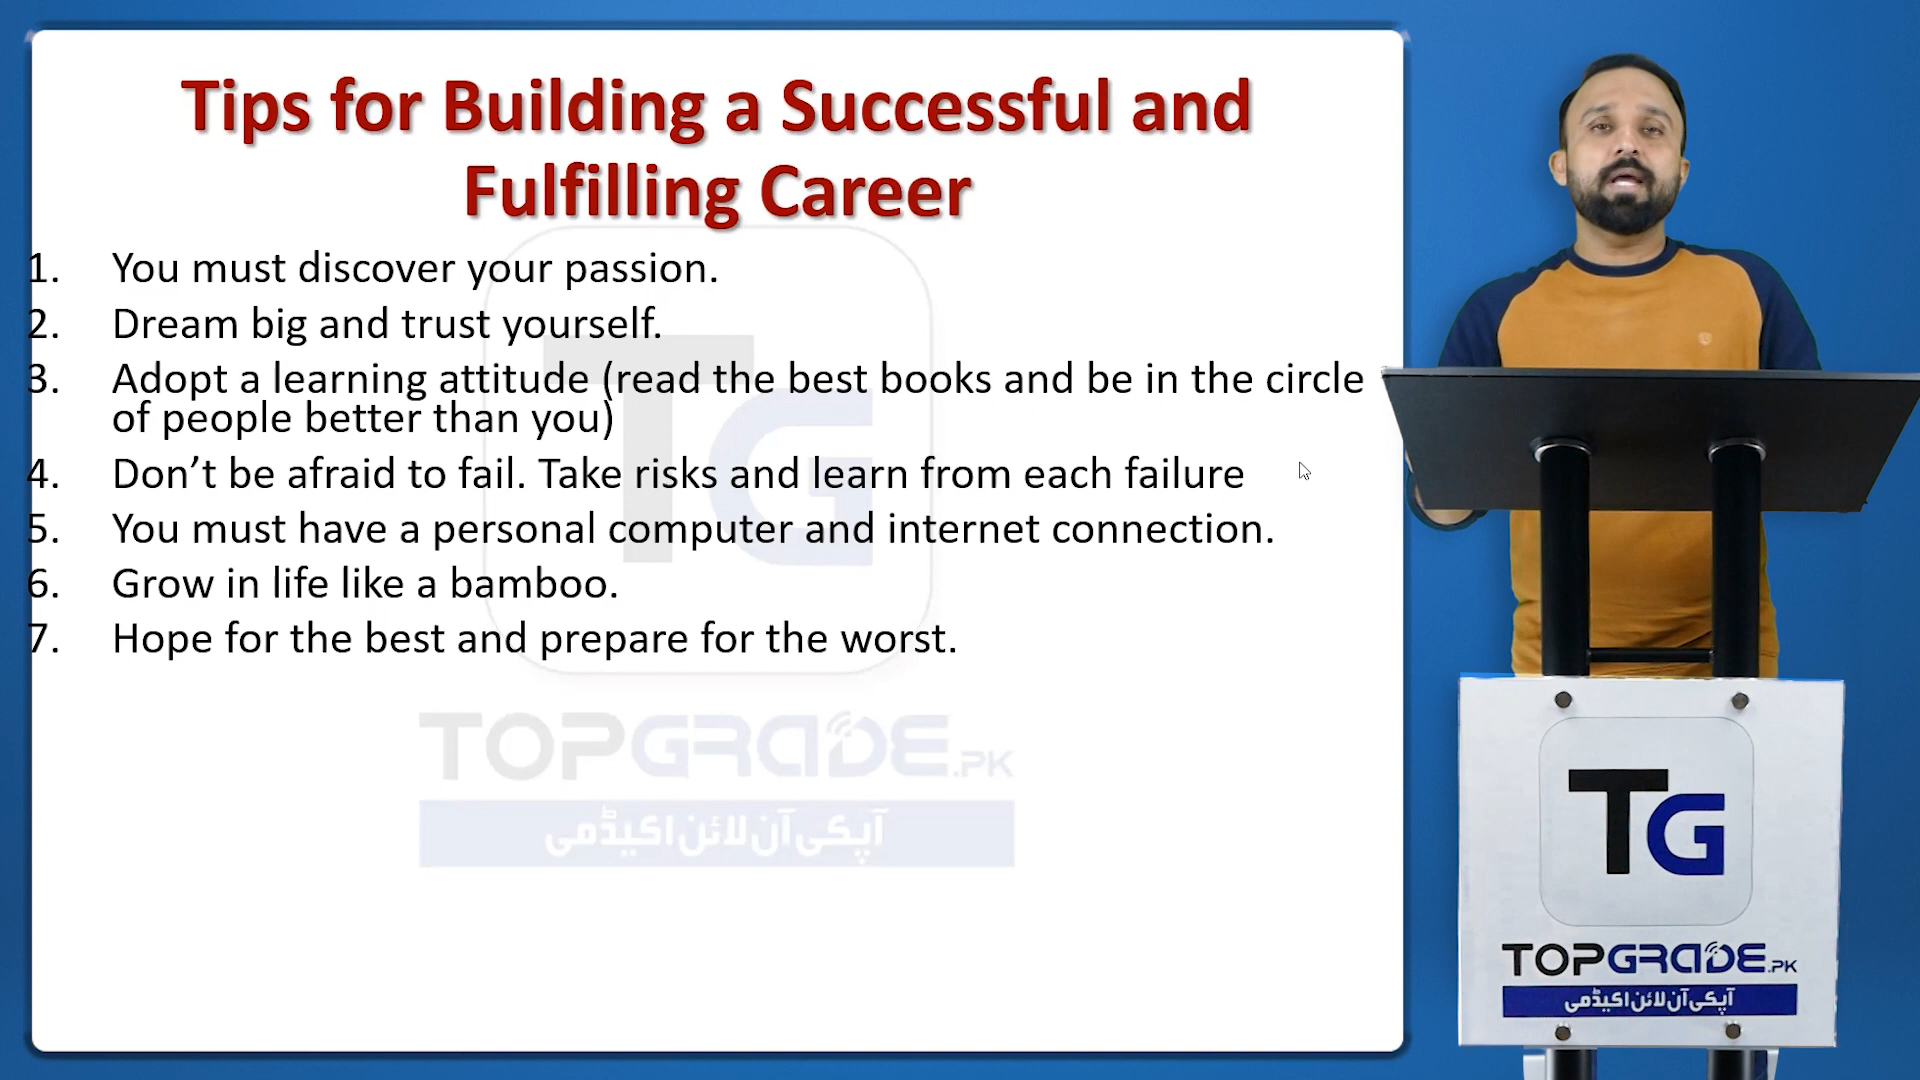 Tips for Building a Successful and
Fulfilling Career
1. You must discover your passion.
2. Dream big and trust yourself.
3. Adopt a learning attitude (read the best books and be in the circle
of people better than you)
4. Don’t be afraid to fail. Take risks and learn from each failure
5. You must have a personal computer and internet connection.
6. Grow in life like a bamboo.
7. Hope for the best and prepare for the worst.
TG
TOPGRADE.PK
آپکی آن لائن اکیڈمی
TG
TOPGRADE.PK
آپکی آن لائن اکیڈمی